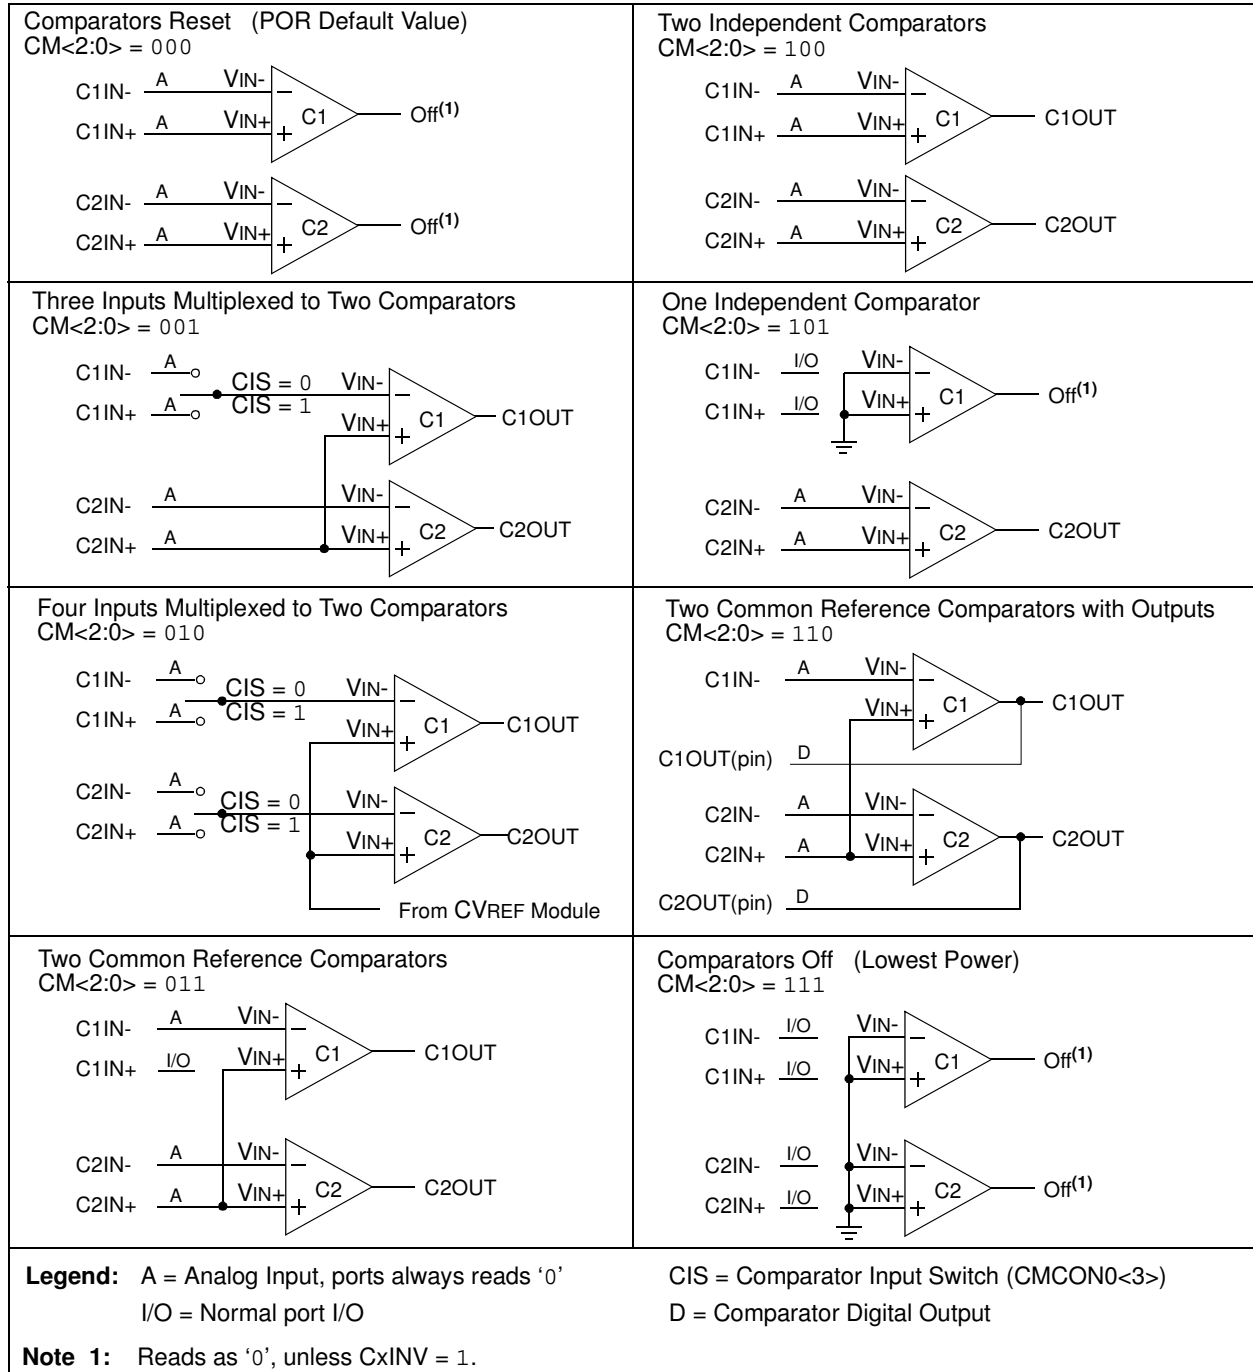 Comparators Reset (POR Default Value)
CM<2:0> = 000
C1IN- A VIN- −
C1IN+ A VIN+ +
C1
Off(1)
C2IN- A VIN- −
C2IN+ A VIN+ +
C2
Off(1)
Two Independent Comparators
CM<2:0> = 100
C1IN- A VIN- −
C1IN+ A VIN+ +
C1
C1OUT
C2IN- A VIN- −
C2IN+ A VIN+ +
C2
C2OUT
Three Inputs Multiplexed to Two Comparators
CM<2:0> = 001
C1IN- A
C1IN+ A
CIS = 0 VIN- −
CIS = 1
VIN+ +
C1
C1OUT
C2IN- A VIN- −
C2IN+ A VIN+ +
C2
C2OUT
One Independent Comparator
CM<2:0> = 101
C1IN- I/O VIN- −
C1IN+ I/O VIN+ +
C1
Off(1)
C2IN- A VIN- −
C2IN+ A VIN+ +
C2
C2OUT
Four Inputs Multiplexed to Two Comparators
CM<2:0> = 010
C1IN- A
C1IN+ A
CIS = 0 VIN- −
CIS = 1
VIN+ +
C1
C1OUT
C2IN- A
C2IN+ A
CIS = 0 VIN- −
CIS = 1
VIN+ +
C2
C2OUT
From CVREF Module
Two Common Reference Comparators with Outputs
CM<2:0> = 110
C1IN- A VIN- −
VIN+ +
C1
C1OUT
C1OUT(pin) D
C2IN- A VIN- −
C2IN+ A VIN+ +
C2
C2OUT
C2OUT(pin) D
Two Common Reference Comparators
CM<2:0> = 011
C1IN- A VIN- −
C1IN+ I/O VIN+ +
C1
C1OUT
C2IN- A VIN- −
C2IN+ A VIN+ +
C2
C2OUT
Comparators Off (Lowest Power)
CM<2:0> = 111
C1IN- I/O VIN- −
C1IN+ I/O VIN+ +
C1
Off(1)
C2IN- I/O VIN- −
C2IN+ I/O VIN+ +
C2
Off(1)
Legend: A = Analog Input, ports always reads ‘0’
CIS = Comparator Input Switch (CMCON0<3>)
I/O = Normal port I/O
D = Comparator Digital Output
Note 1: Reads as ‘0’, unless CxINV = 1.